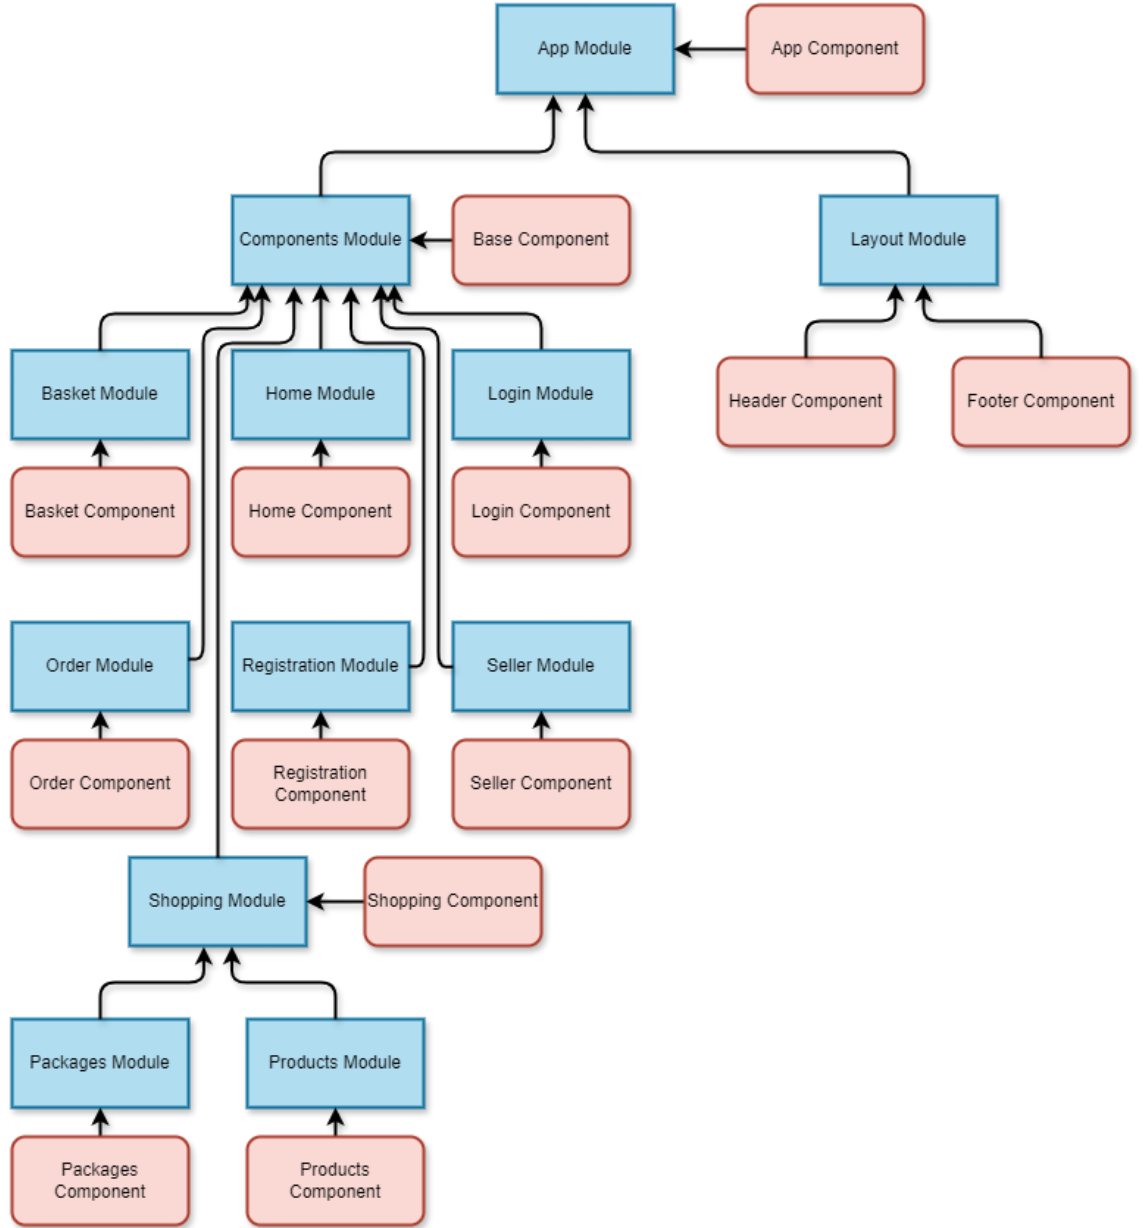 App Module
App Component
Components Module
Base Component
Layout Module
Basket Module
Home Module
Login Module
Header Component
Footer Component
Basket Component
Home Component
Login Component
Order Module
Registration Module
Seller Module
Order Component
Registration
Component
Seller Component
Shopping Module
Shopping Component
Packages Module
Products Module
Packages
Component
Products
Component